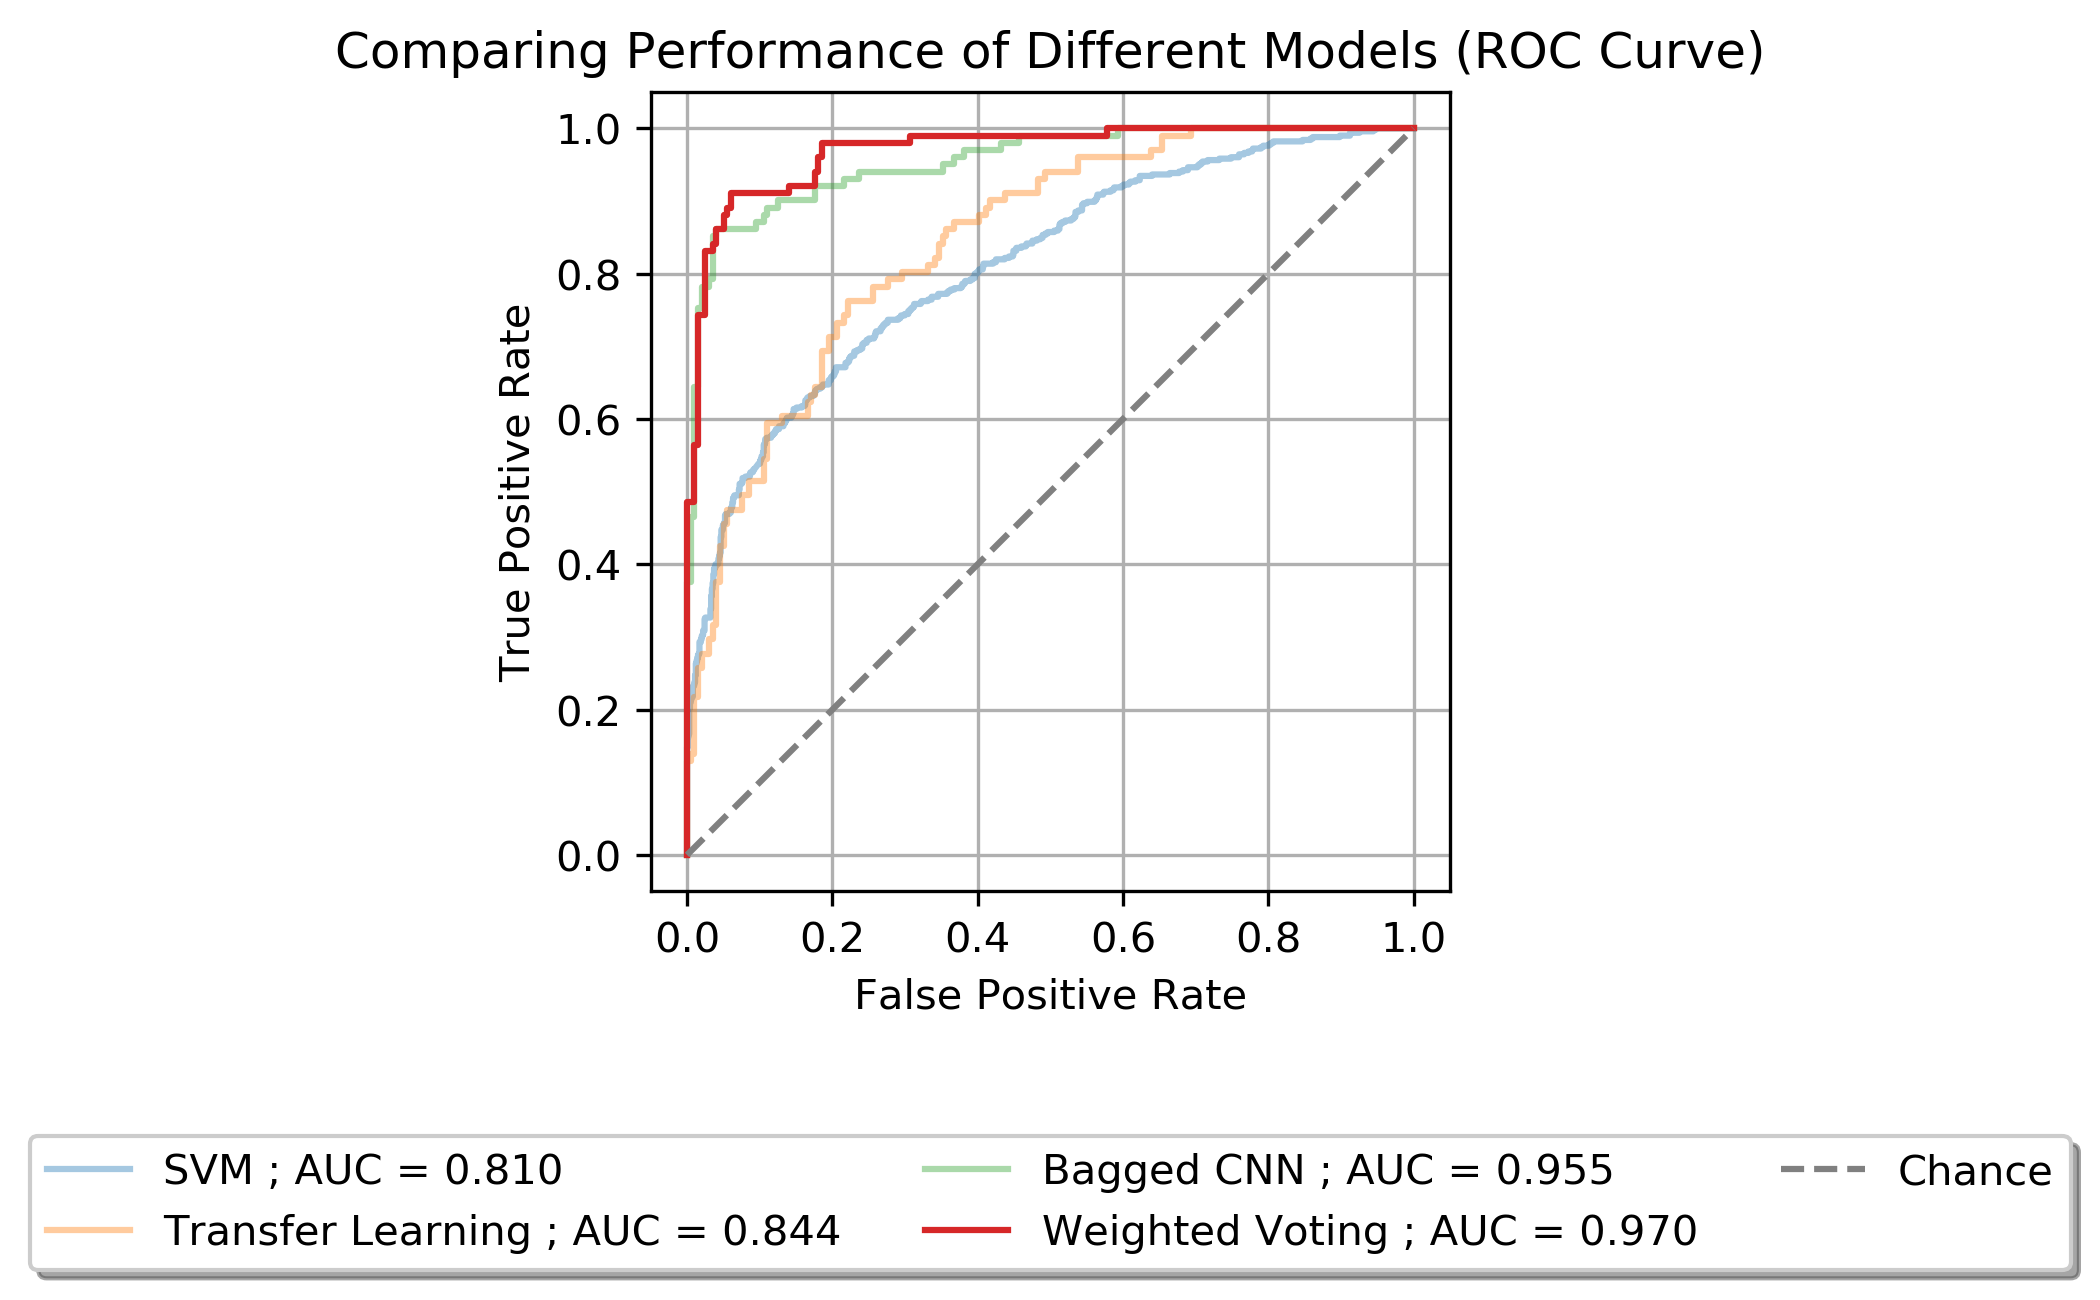 Comparing Performance of Different Models (ROC Curve)
True Positive Rate
1.0
0.8
0.6
0.4
0.2
0.0
0.0 0.2 0.4 0.6 0.8 1.0
False Positive Rate
SVM ; AUC = 0.810
Transfer Learning ; AUC = 0.844
Bagged CNN ; AUC = 0.955
Weighted Voting ; AUC = 0.970
Chance